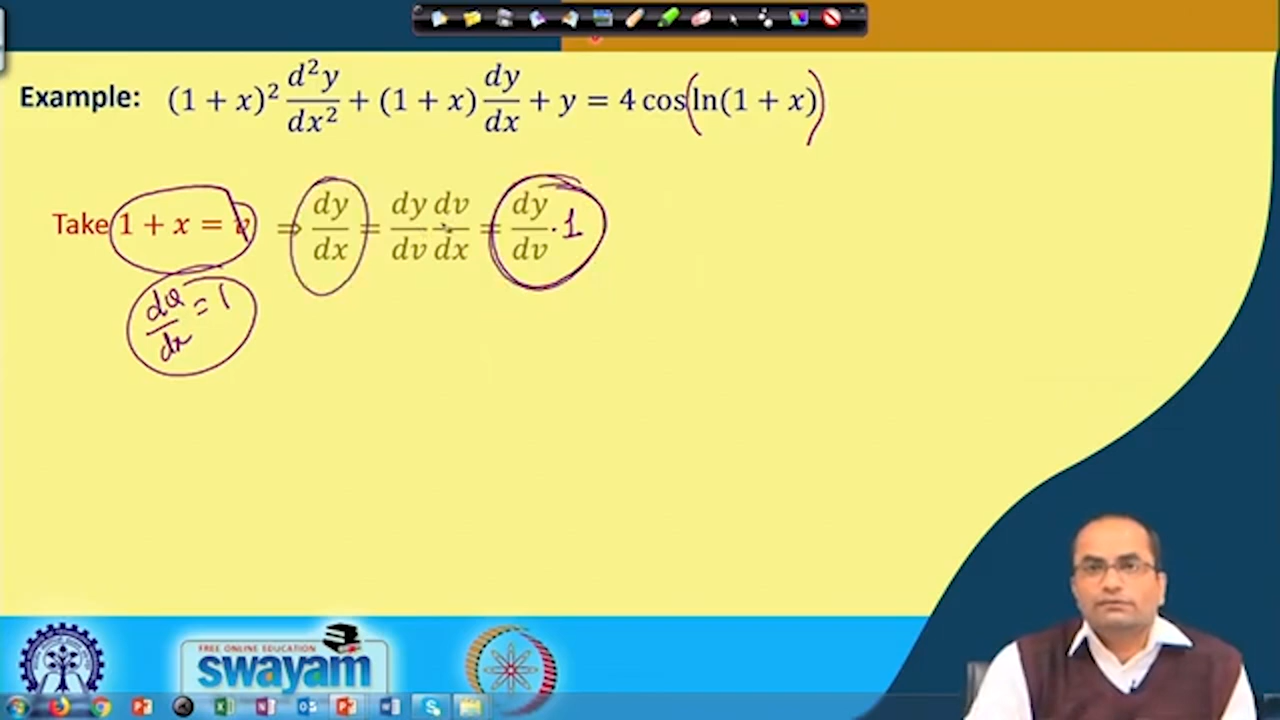 Example: (1 + x)² d²y/dx² + (1 + x) dy/dx + y = 4 cos(ln(1 + x))
Take 1 + x = v ⇒ dy/dx = dy/dv dv/dx = dy/dv · 1
dv/dx = 1
FREE ONLINE EDUCATION
swayam